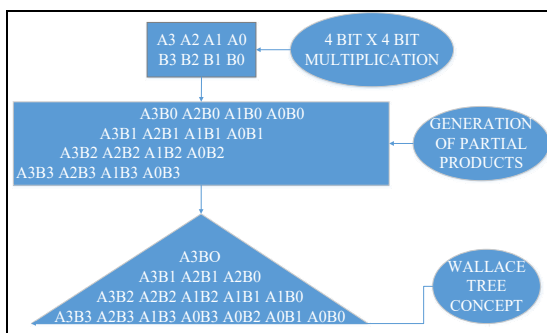 A3 A2 A1 A0
B3 B2 B1 B0
4 BIT X 4 BIT
MULTIPLICATION
A3B0 A2B0 A1B0 A0B0
A3B1 A2B1 A1B1 A0B1
A3B2 A2B2 A1B2 A0B2
A3B3 A2B3 A1B3 A0B3
GENERATION
OF PARTIAL
PRODUCTS
A3BO
A3B1 A2B1 A2B0
A3B2 A2B2 A1B2 A1B1 A1B0
A3B3 A2B3 A1B3 A0B3 A0B2 A0B1 A0B0
WALLACE
TREE
CONCEPT